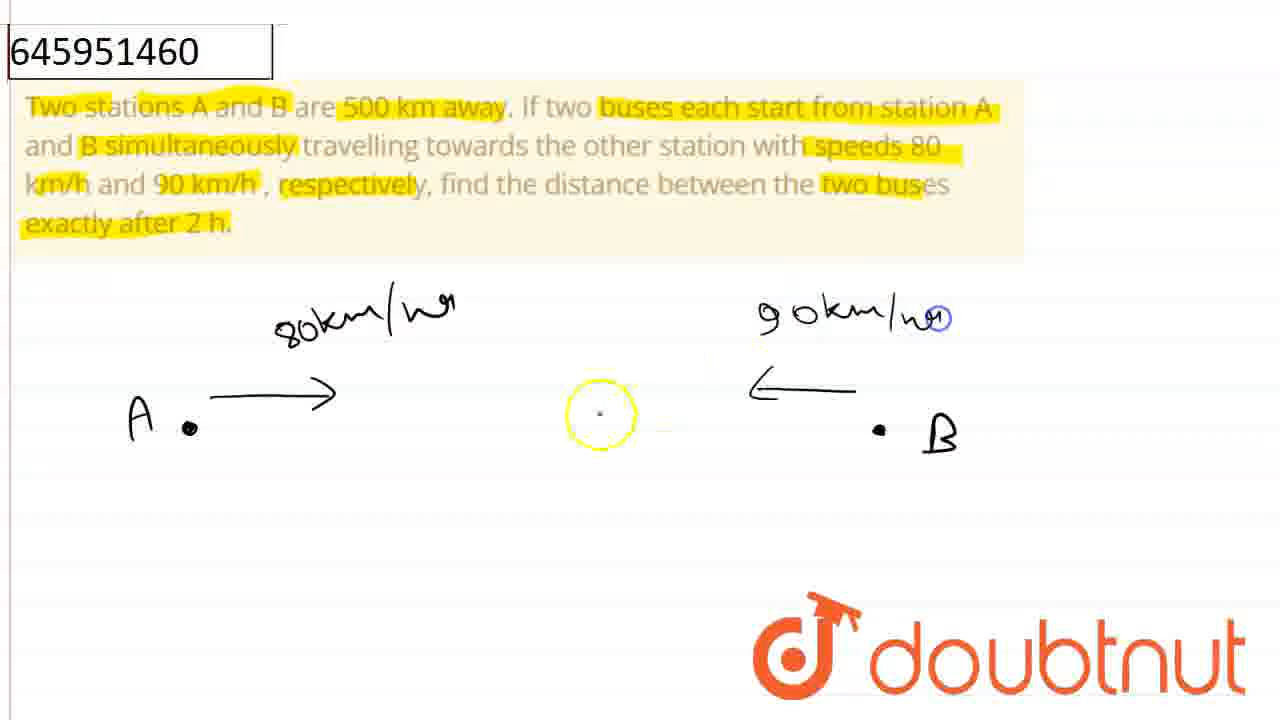 645951460
Two stations A and B are 500 km away. If two buses each start from station A
and B simultaneously travelling towards the other station with speeds 80
km/h and 90 km/h , respectively, find the distance between the two buses
exactly after 2 h.
80km/hr
90km/hr
A
B
doubtnut